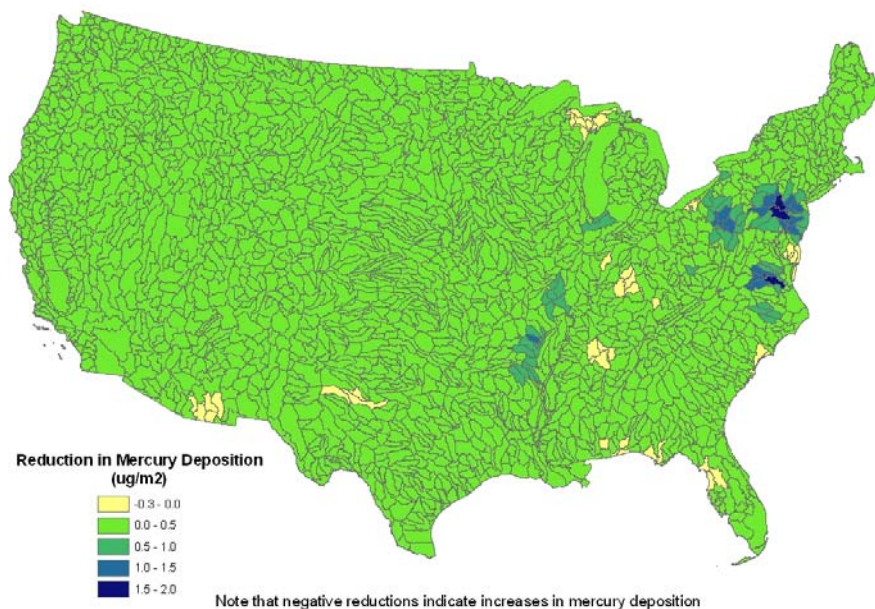 Reduction in Mercury Deposition
(ug/m2)
-0.3 - 0.0
0.0 - 0.5
0.5 - 1.0
1.0 - 1.5
1.5 - 2.0
Note that negative reductions indicate increases in mercury deposition